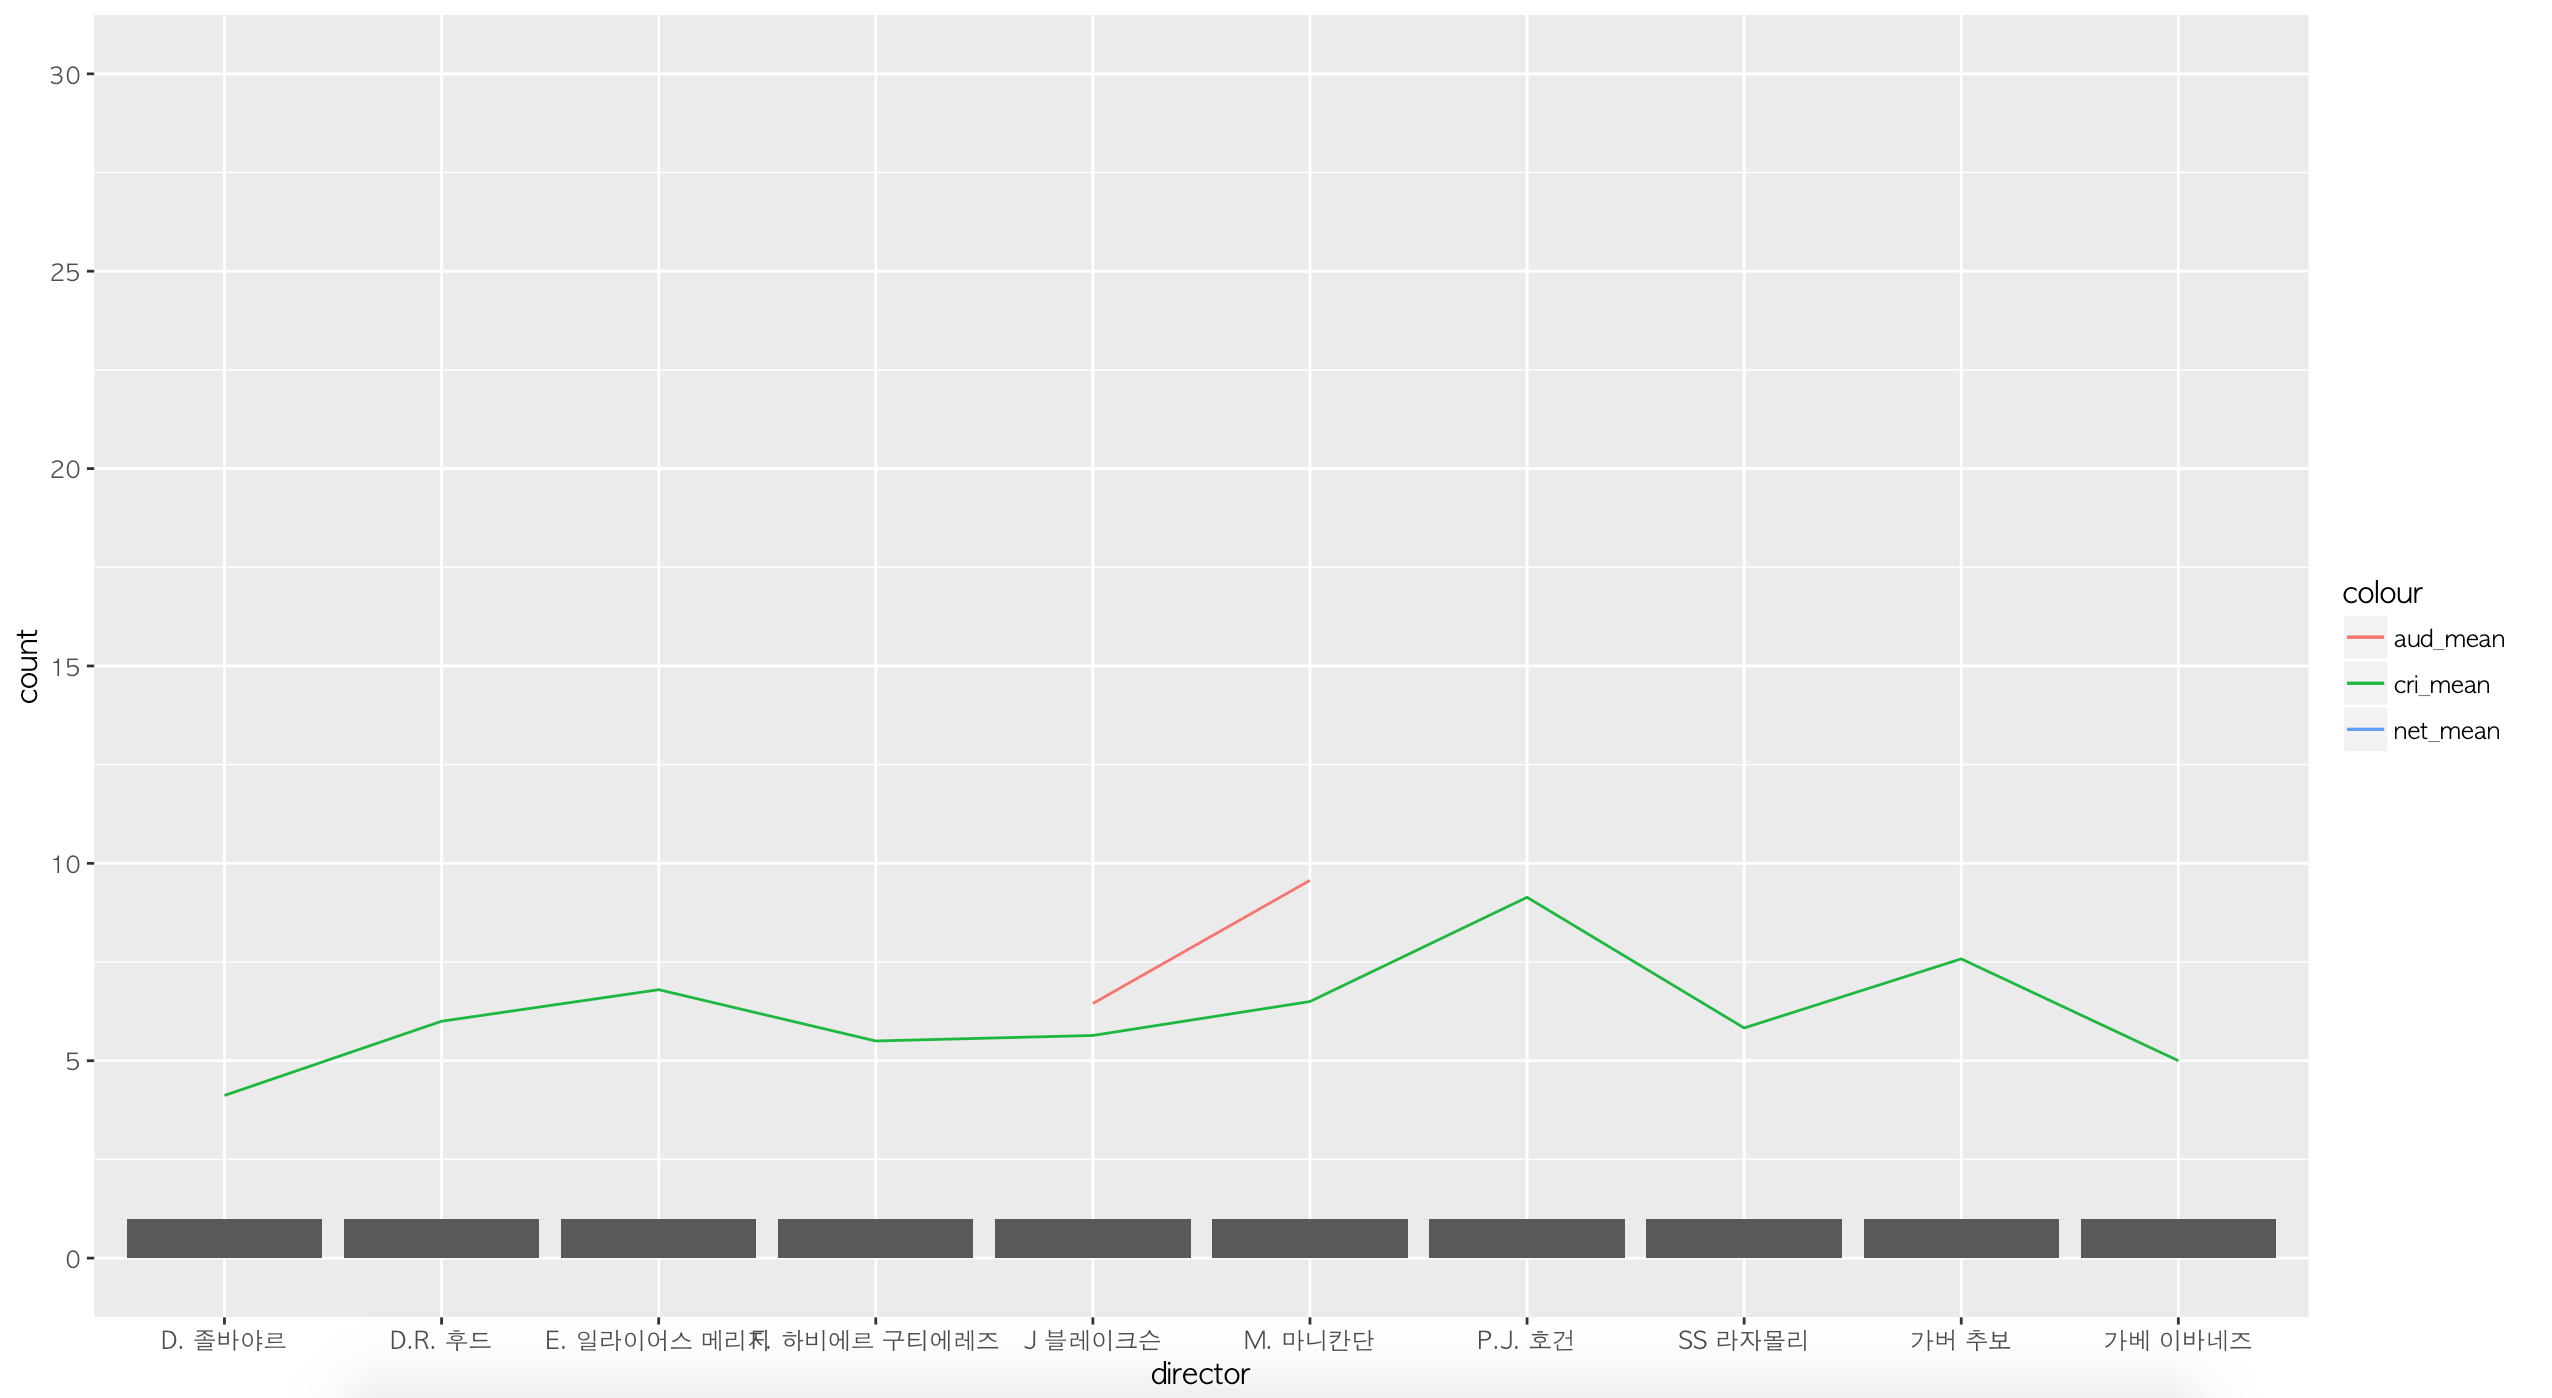 30
25
20
15
10
5
0
count
D. 졸바야르
D.R. 후드
E. 일라이어스 메리지
F. 하비에르 구티에레즈
J 블레이크슨
M. 마니칸단
P.J. 호건
SS 라자몰리
가버 추보
가베 이바네즈
director
colour
aud_mean
cri_mean
net_mean